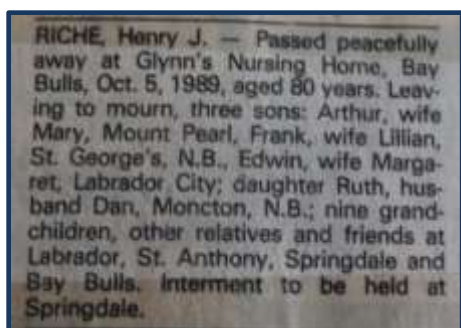 RICHE, Henry J. — Passed peacefully
away at Glynn's Nursing Home, Bay
Bulls, Oct. 5, 1989, aged 80 years. Leav-
ing to mourn, three sons: Arthur, wife
Mary, Mount Pearl, Frank, wife Lillian,
St. George's, N.B., Edwin, wife Marga-
ret, Labrador City; daughter Ruth, hus-
band Dan, Moncton, N.B.; nine grand-
children, other relatives and friends at
Labrador, St. Anthony, Springdale and
Bay Bulls. Interment to be held at
Springdale.